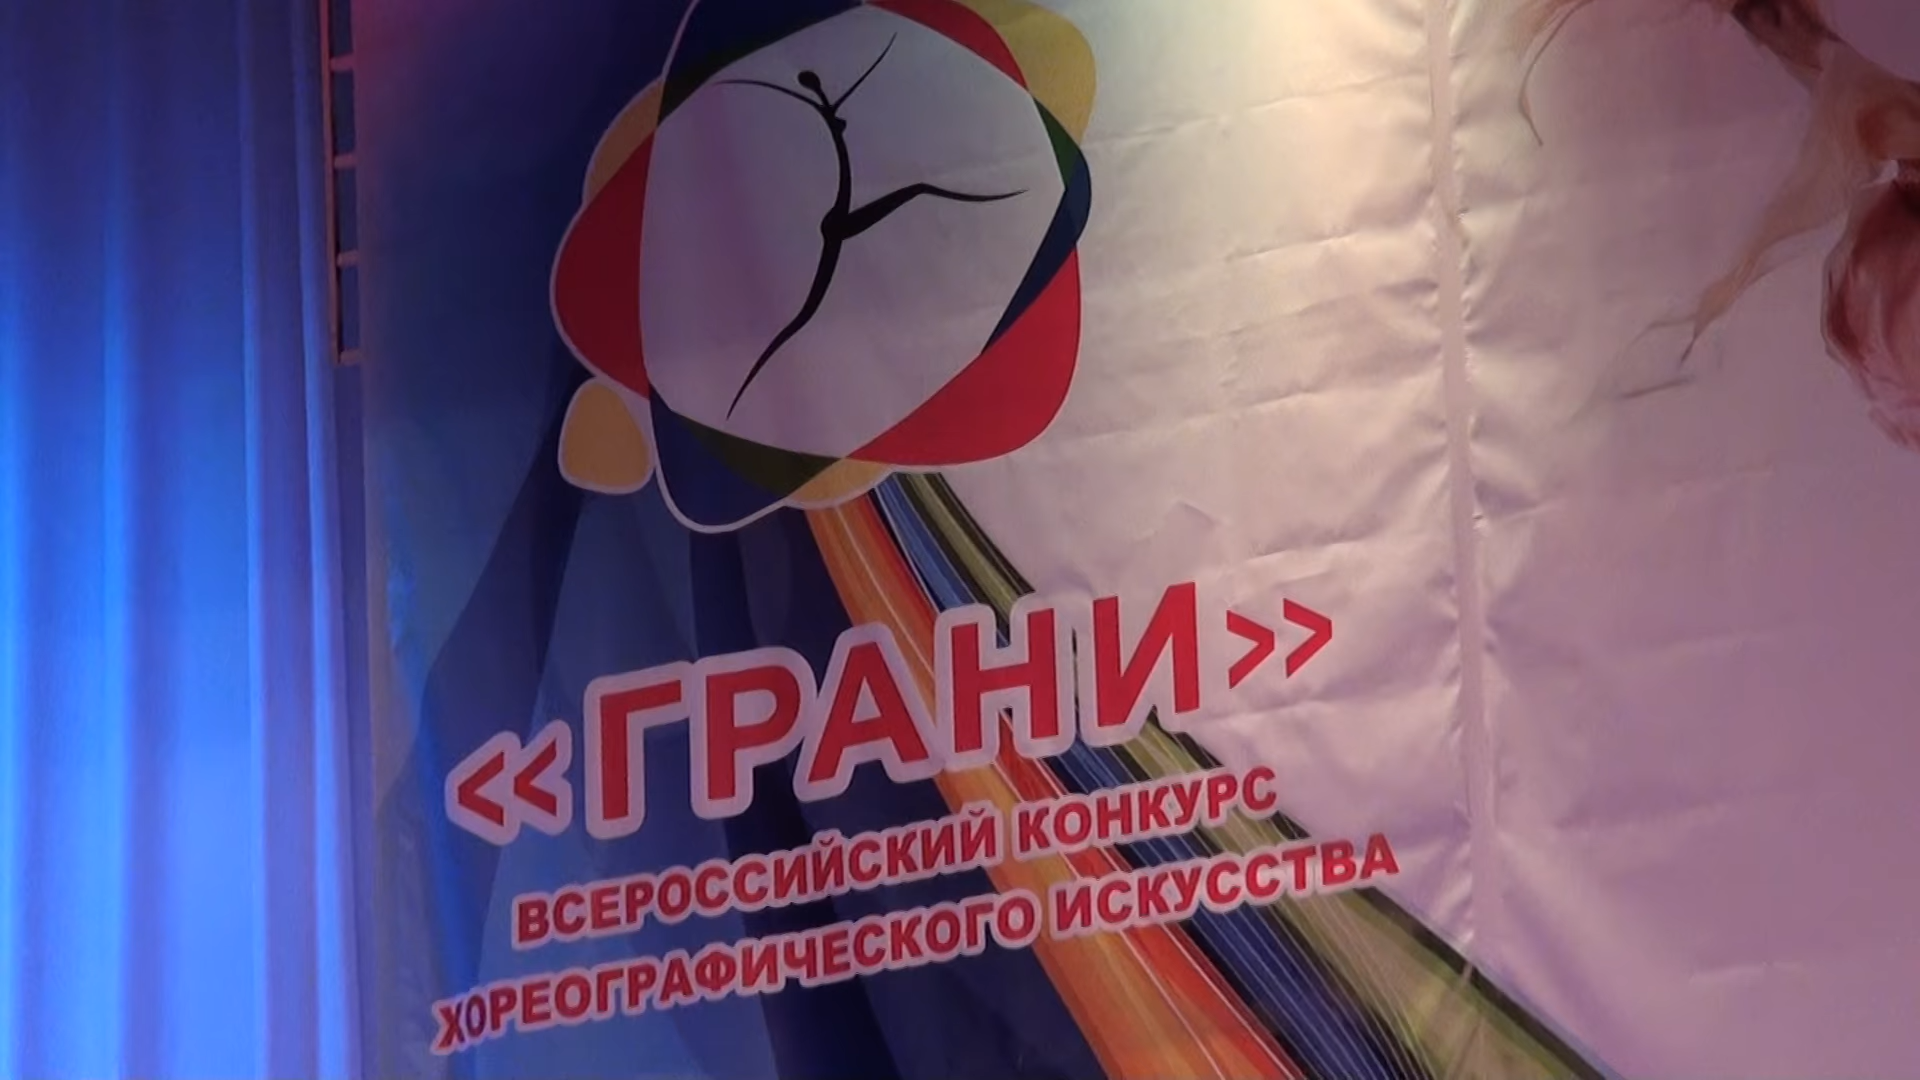 «ГРАНИ»
ВСЕРОССИЙСКИЙ КОНКУРС
ХОРЕОГРАФИЧЕСКОГО ИСКУССТВА